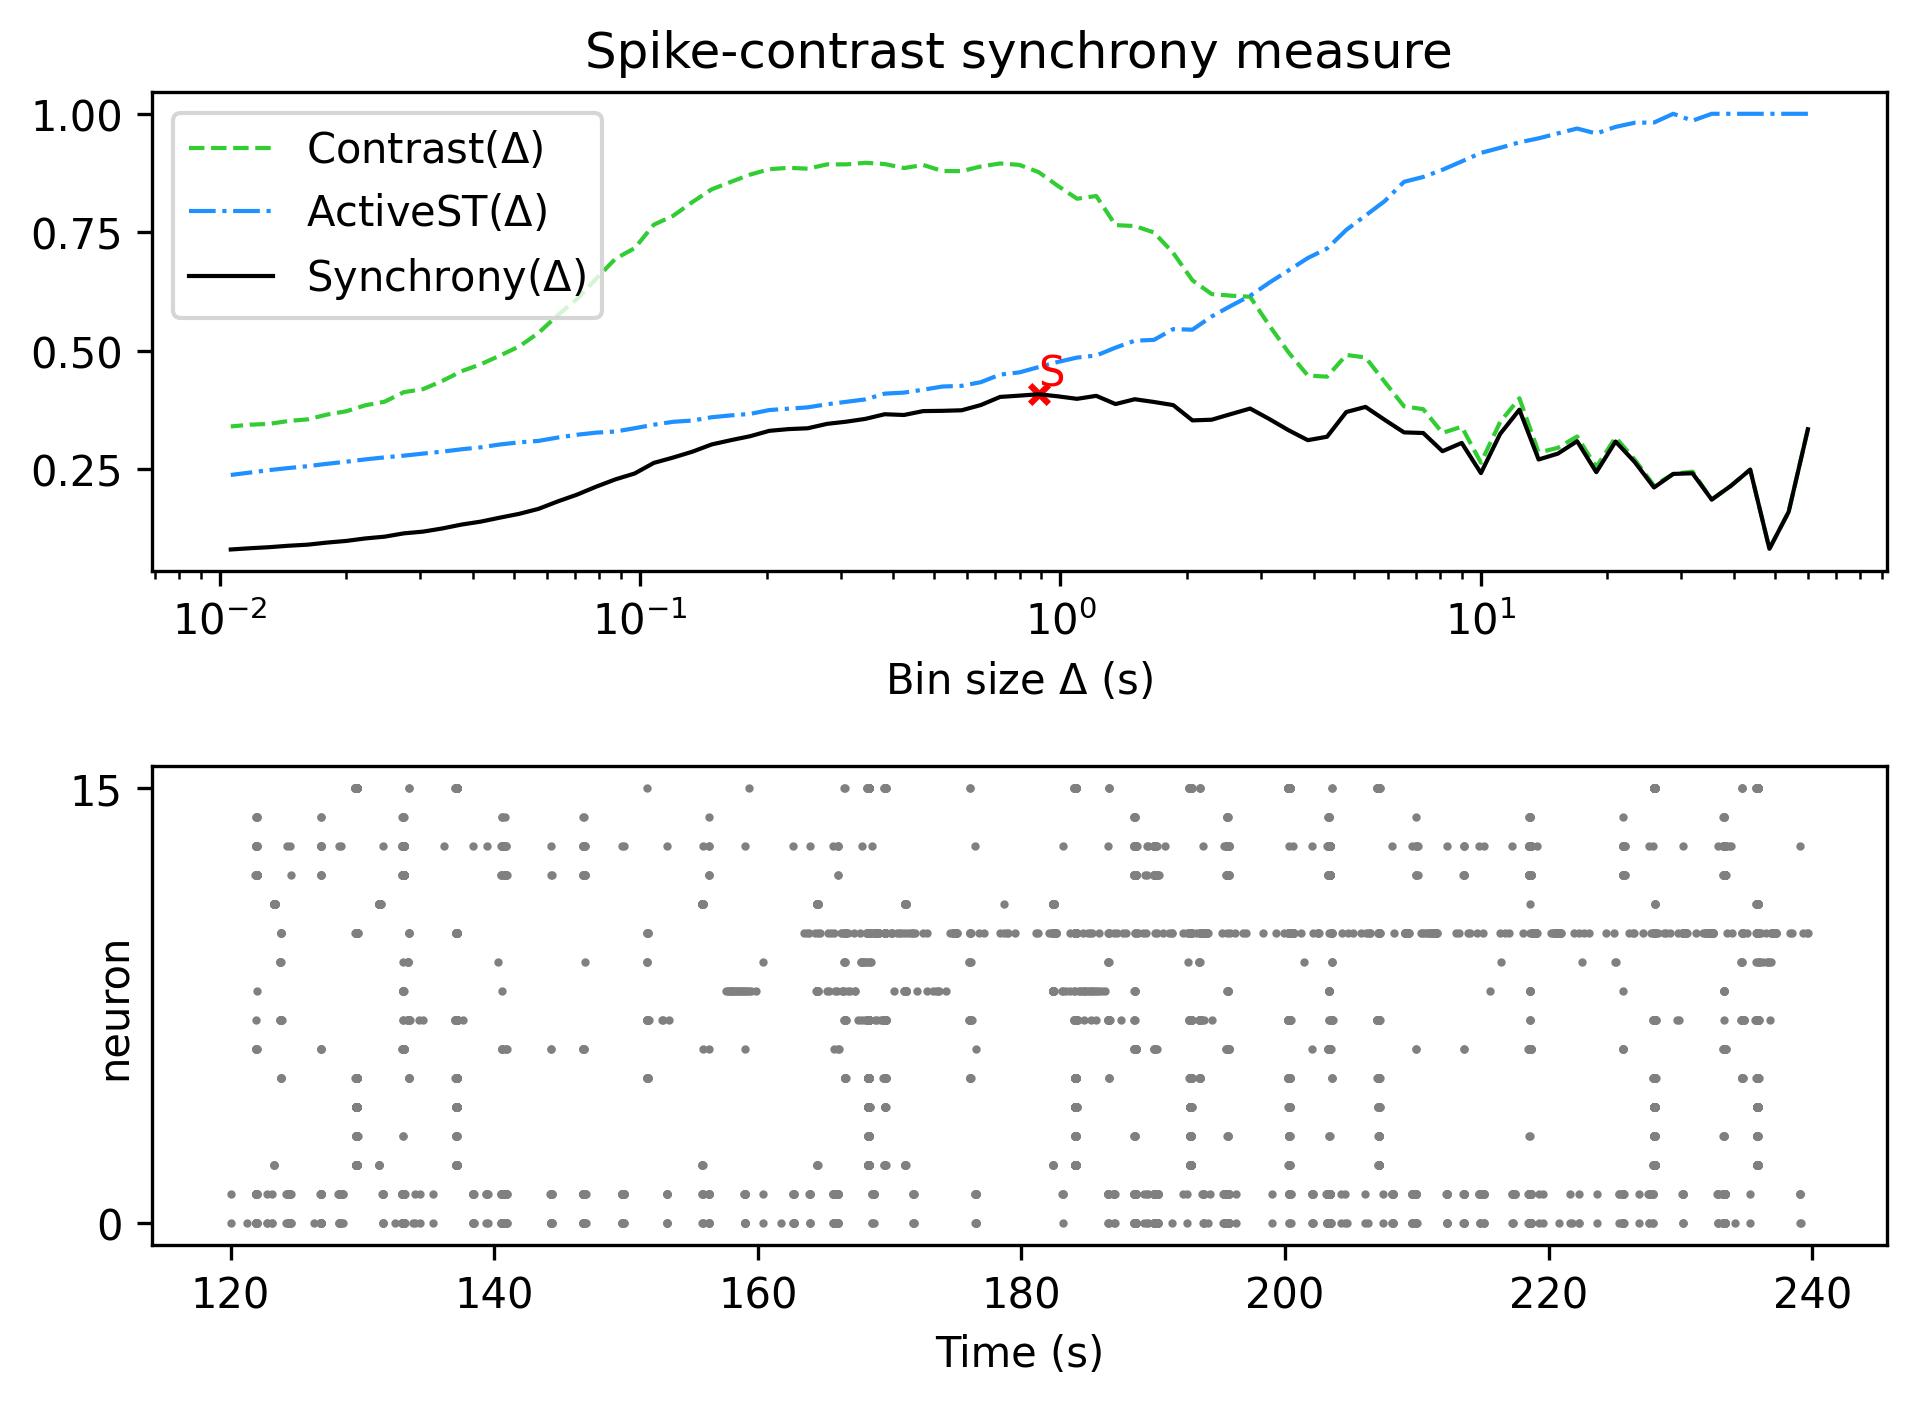 Spike-contrast synchrony measure
1.00
0.75
0.50
0.25
Contrast(Δ)
ActiveST(Δ)
Synchrony(Δ)
S
10⁻² 10⁻¹ 10⁰ 10¹
Bin size Δ (s)
15
0
neuron
120 140 160 180 200 220 240
Time (s)